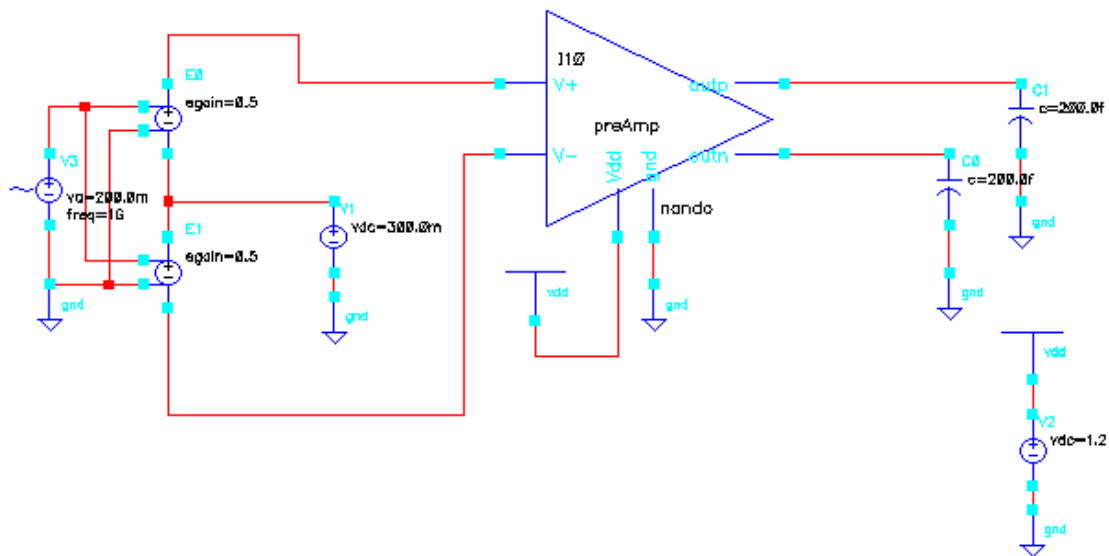 I10
E0
V+
outp
C1
egain=0.5
c=200.0f
preAmp
V3
V-
Vdd
gnd
outn
C0
va=200.0m
c=200.0f
freq=1G
V1
nando
E1
vdc=300.0m
gnd
egain=0.5
vdd
gnd
gnd
gnd
gnd
vdd
V2
vdc=1.2
gnd